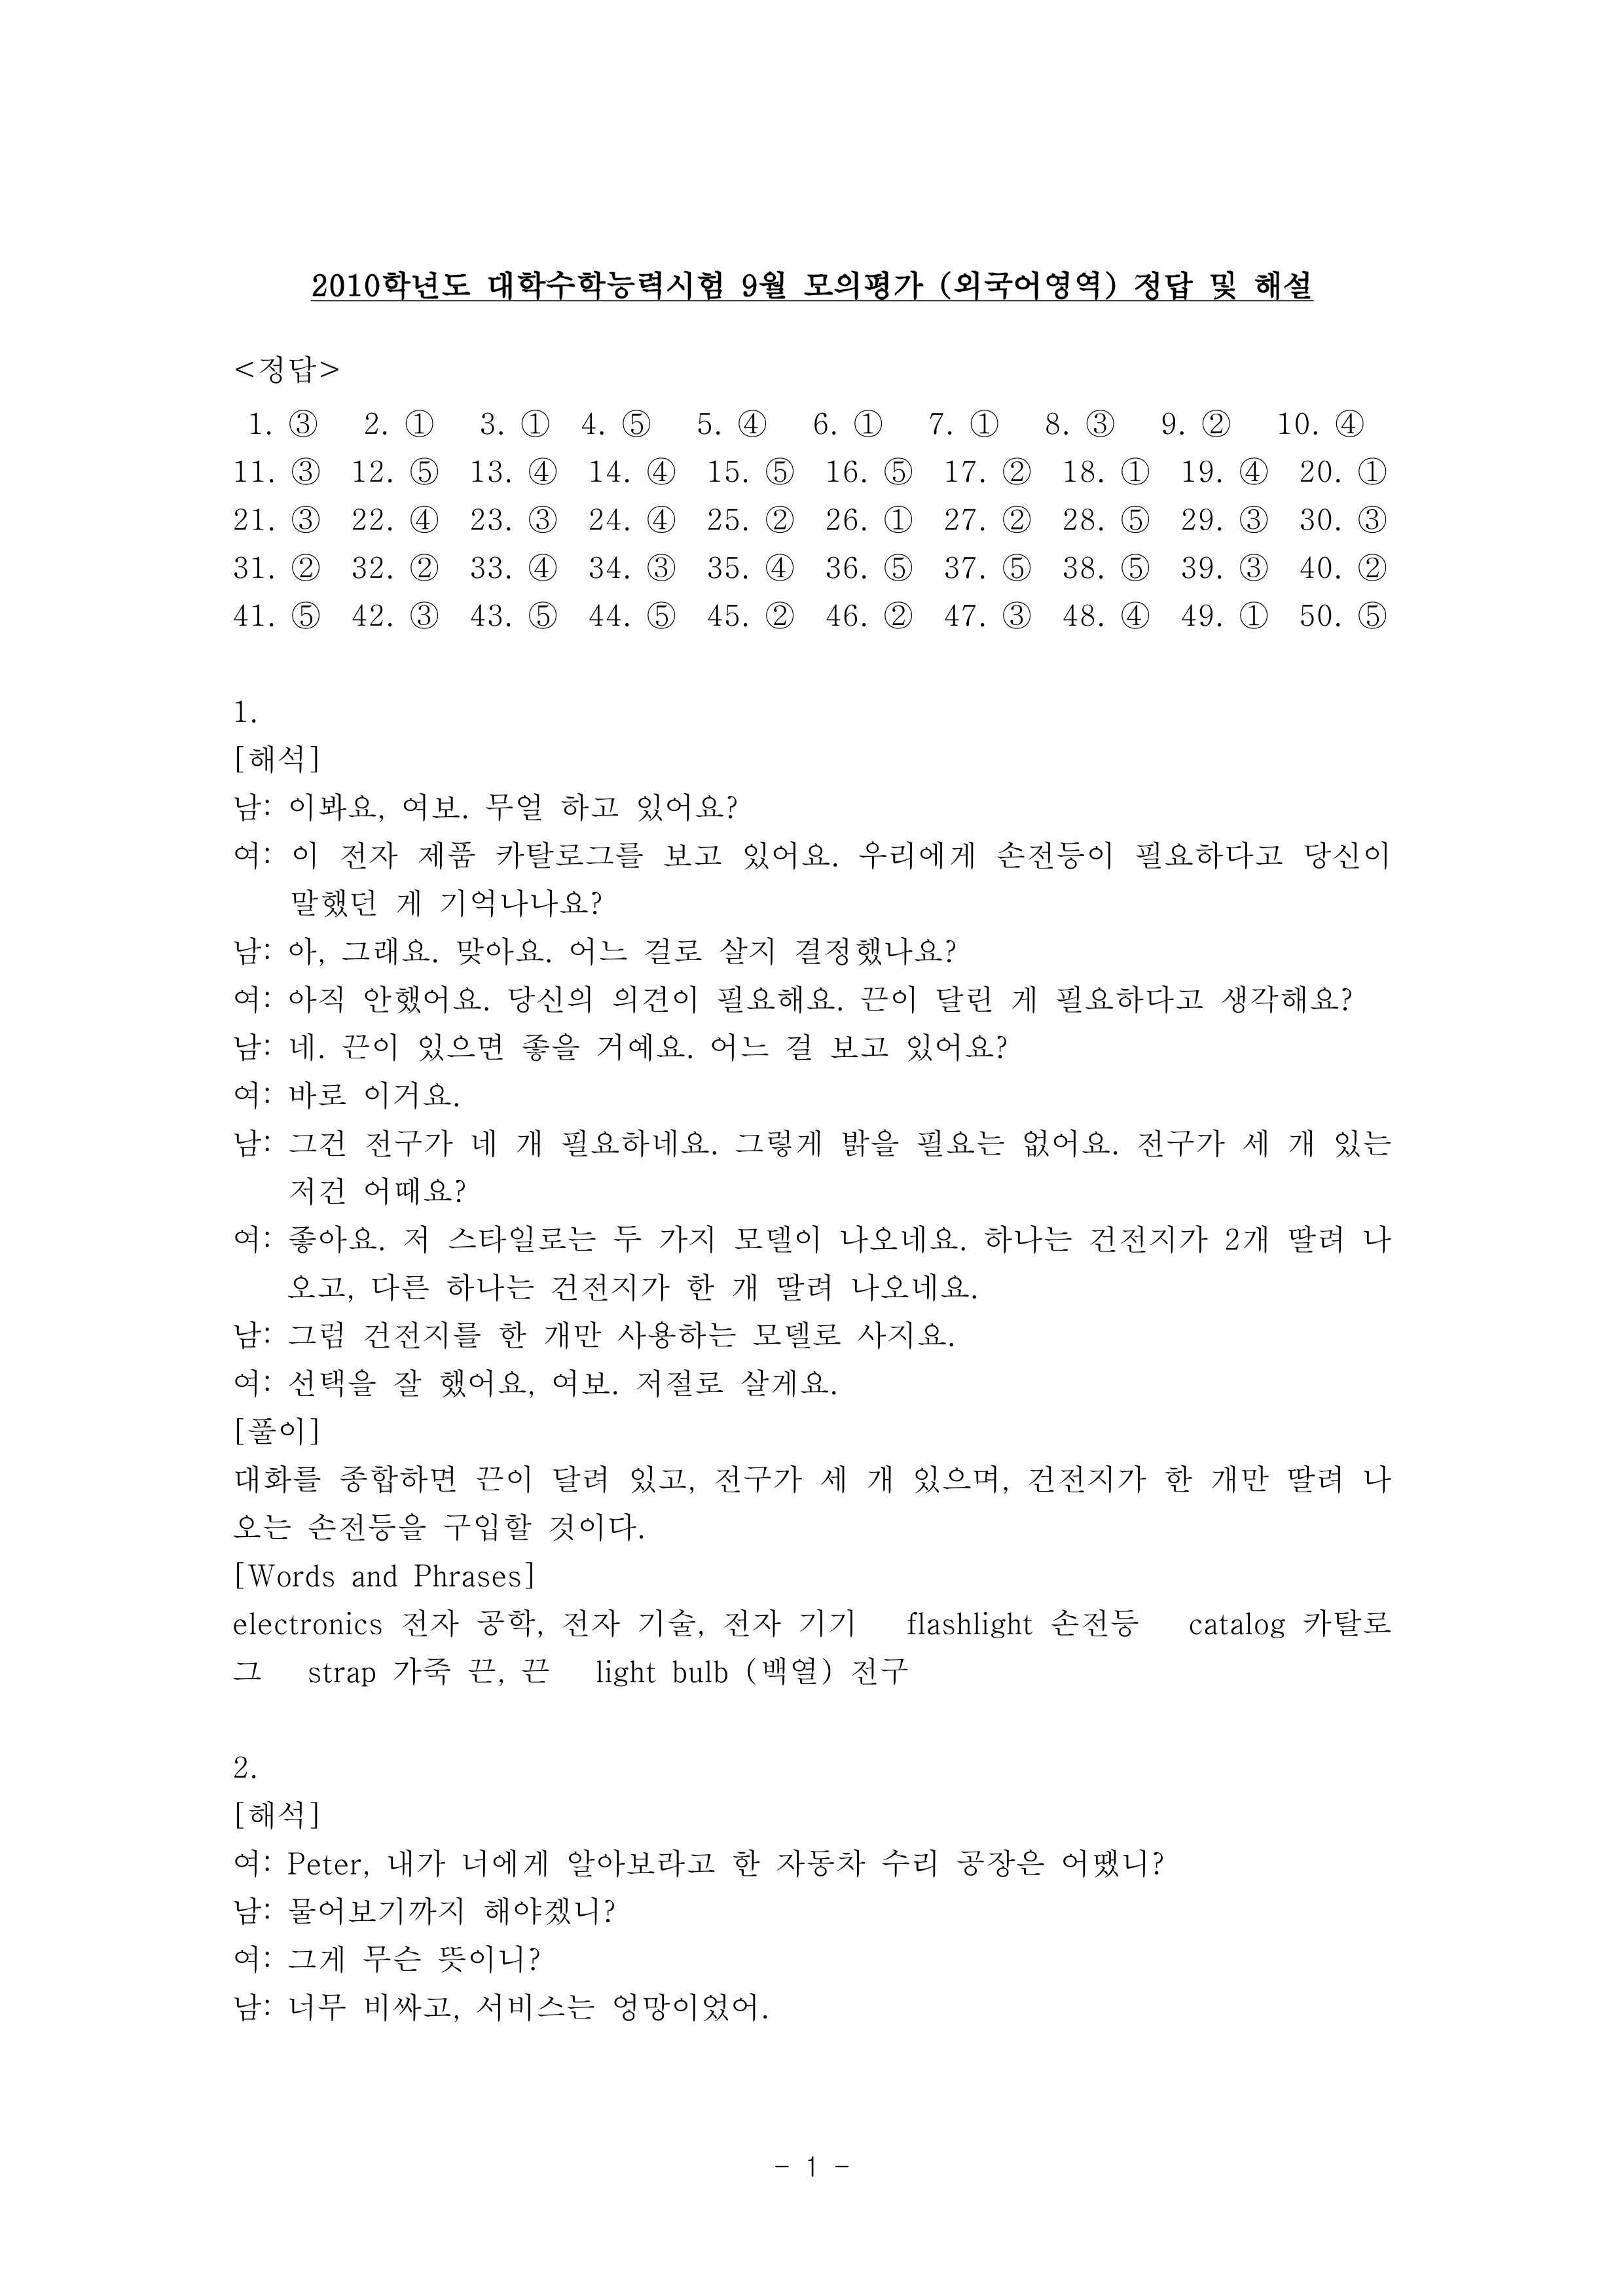 2010학년도 대학수학능력시험 9월 모의평가 (외국어영역) 정답 및 해설
<정답>
1. ③ 2. ① 3. ① 4. ⑤ 5. ④ 6. ① 7. ① 8. ③ 9. ② 10. ④
11. ③ 12. ⑤ 13. ④ 14. ④ 15. ⑤ 16. ⑤ 17. ② 18. ① 19. ④ 20. ①
21. ③ 22. ④ 23. ③ 24. ④ 25. ② 26. ① 27. ② 28. ⑤ 29. ③ 30. ③
31. ② 32. ② 33. ④ 34. ③ 35. ④ 36. ⑤ 37. ⑤ 38. ⑤ 39. ③ 40. ②
41. ⑤ 42. ③ 43. ⑤ 44. ⑤ 45. ② 46. ② 47. ③ 48. ④ 49. ① 50. ⑤
1.
[해석]
남: 이봐요, 여보. 무얼 하고 있어요?
여: 이 전자 제품 카탈로그를 보고 있어요. 우리에게 손전등이 필요하다고 당신이
말했던 게 기억나나요?
남: 아, 그래요. 맞아요. 어느 걸로 살지 결정했나요?
여: 아직 안했어요. 당신의 의견이 필요해요. 끈이 달린 게 필요하다고 생각해요?
남: 네. 끈이 있으면 좋을 거예요. 어느 걸 보고 있어요?
여: 바로 이거요.
남: 그건 전구가 네 개 필요하네요. 그렇게 밝을 필요는 없어요. 전구가 세 개 있는
저건 어때요?
여: 좋아요. 저 스타일로는 두 가지 모델이 나오네요. 하나는 건전지가 2개 딸려 나
오고, 다른 하나는 건전지가 한 개 딸려 나오네요.
남: 그럼 건전지를 한 개만 사용하는 모델로 사지요.
여: 선택을 잘 했어요, 여보. 저절로 살게요.
[풀이]
대화를 종합하면 끈이 달려 있고, 전구가 세 개 있으며, 건전지가 한 개만 딸려 나
오는 손전등을 구입할 것이다.
[Words and Phrases]
electronics 전자 공학, 전자 기술, 전자 기기 flashlight 손전등 catalog 카탈로
그 strap 가죽 끈, 끈 light bulb (백열) 전구
2.
[해석]
여: Peter, 내가 너에게 알아보라고 한 자동차 수리 공장은 어땠니?
남: 물어보기까지 해야겠니?
여: 그게 무슨 뜻이니?
남: 너무 비싸고, 서비스는 엉망이었어.
- 1 -